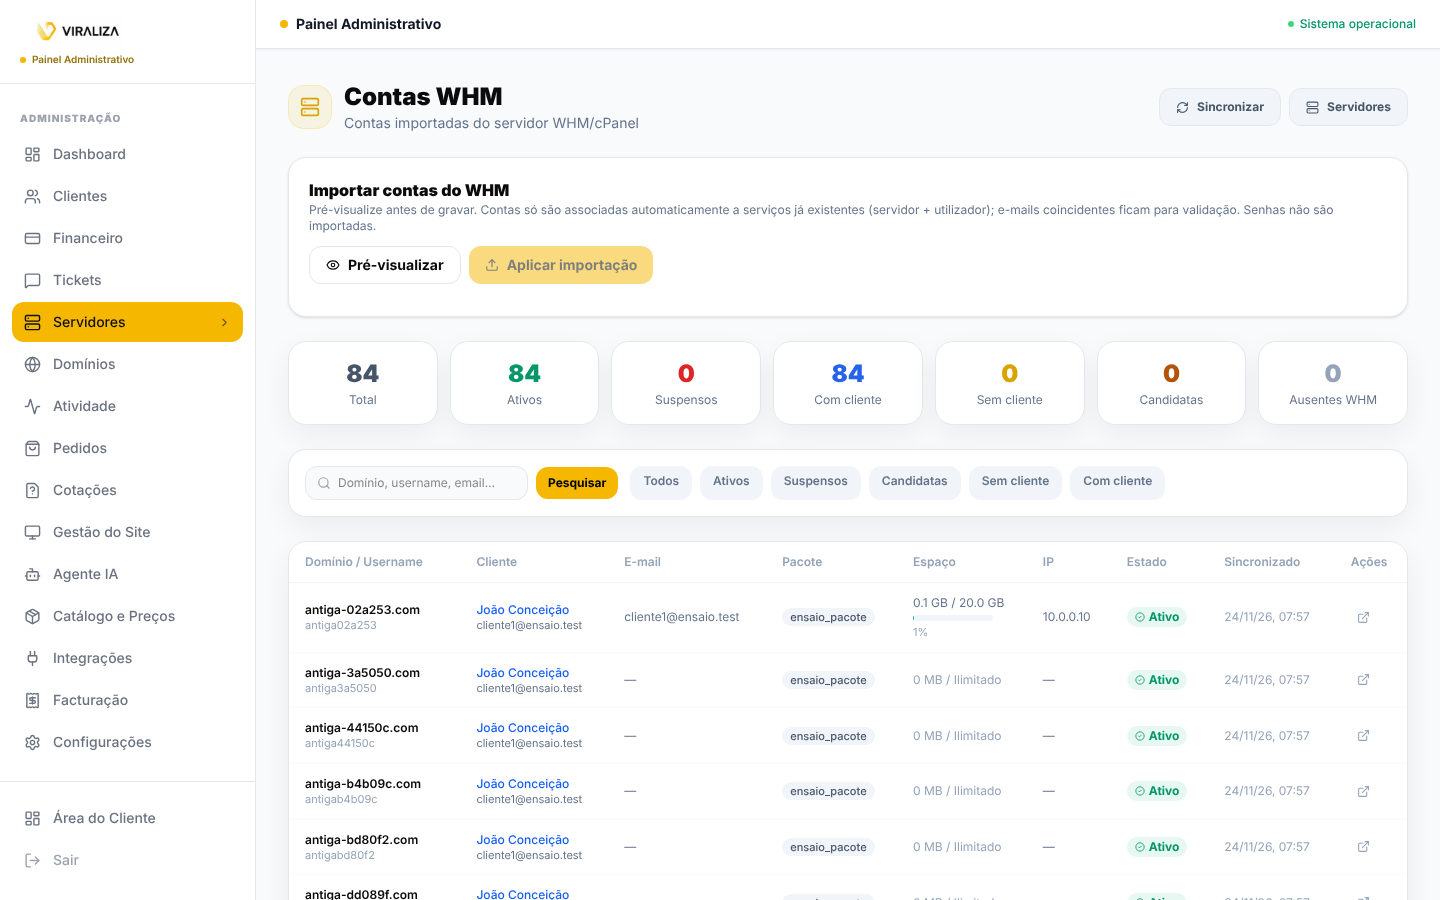 VIRALIZA
Painel Administrativo
ADMINISTRAÇÃO
Dashboard
Clientes
Financeiro
Tickets
Servidores
Domínios
Atividade
Pedidos
Cotações
Gestão do Site
Agente IA
Catálogo e Preços
Integrações
Facturação
Configurações
Área do Cliente
Sair
Painel Administrativo
Sistema operacional
Contas WHM
Contas importadas do servidor WHM/cPanel
Sincronizar
Servidores
Importar contas do WHM
Pré-visualize antes de gravar. Contas só são associadas automaticamente a serviços já existentes (servidor + utilizador); e-mails coincidentes ficam para validação. Senhas não são
importadas.
Pré-visualizar
Aplicar importação
84
Total
84
Ativos
0
Suspensos
84
Com cliente
0
Sem cliente
0
Candidatas
0
Ausentes WHM
Domínio, username, email...
Pesquisar
Todos
Ativos
Suspensos
Candidatas
Sem cliente
Com cliente
Domínio / Username Cliente E-mail Pacote Espaço IP Estado Sincronizado Ações
antiga-02a253.com João Conceição 0.1 GB / 20.0 GB
antiga02a253 cliente1@ensaio.test cliente1@ensaio.test ensaio_pacote 10.0.0.10 Ativo 24/11/26, 07:57
1%
antiga-3a5050.com João Conceição
antiga3a5050 cliente1@ensaio.test — ensaio_pacote 0 MB / Ilimitado — Ativo 24/11/26, 07:57
antiga-44150c.com João Conceição
antiga44150c cliente1@ensaio.test — ensaio_pacote 0 MB / Ilimitado — Ativo 24/11/26, 07:57
antiga-b4b09c.com João Conceição
antigab4b09c cliente1@ensaio.test — ensaio_pacote 0 MB / Ilimitado — Ativo 24/11/26, 07:57
antiga-bd80f2.com João Conceição
antigabd80f2 cliente1@ensaio.test — ensaio_pacote 0 MB / Ilimitado — Ativo 24/11/26, 07:57
antiga-dd089f.com João Conceição